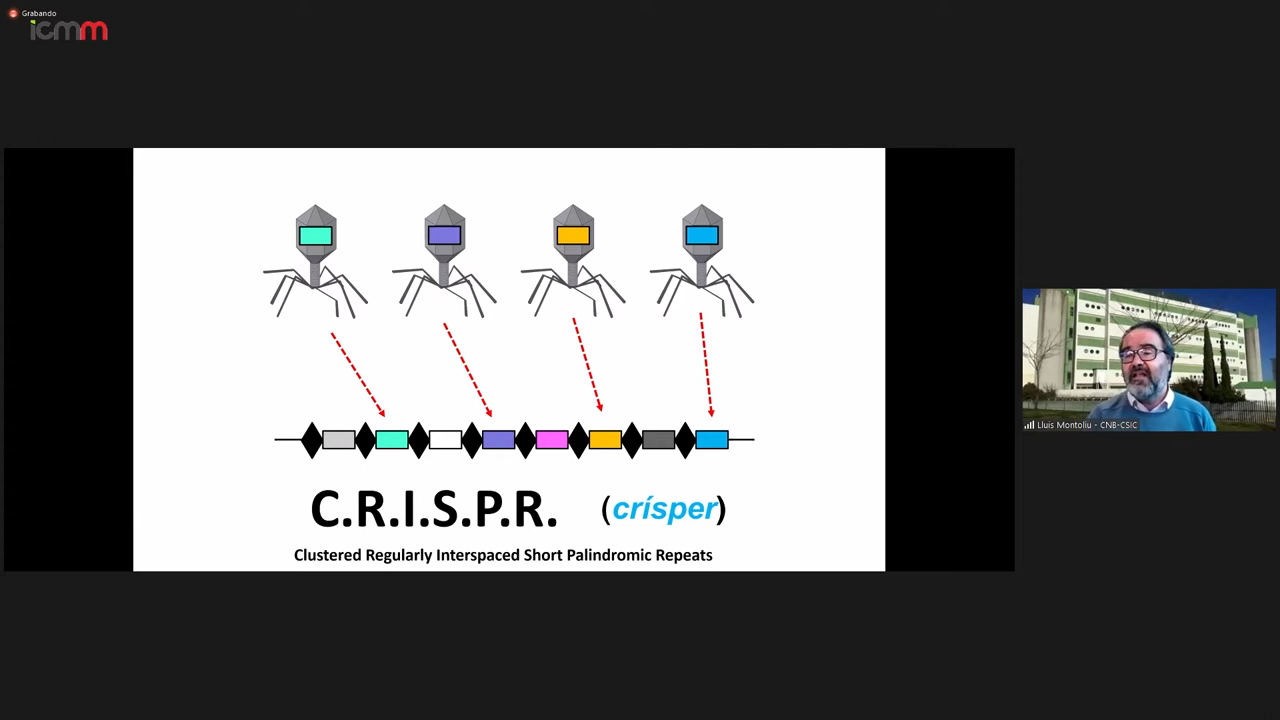 Grabando
icmm
C.R.I.S.P.R. (crísper)
Clustered Regularly Interspaced Short Palindromic Repeats
Lluis Montoliu - CNB-CSIC